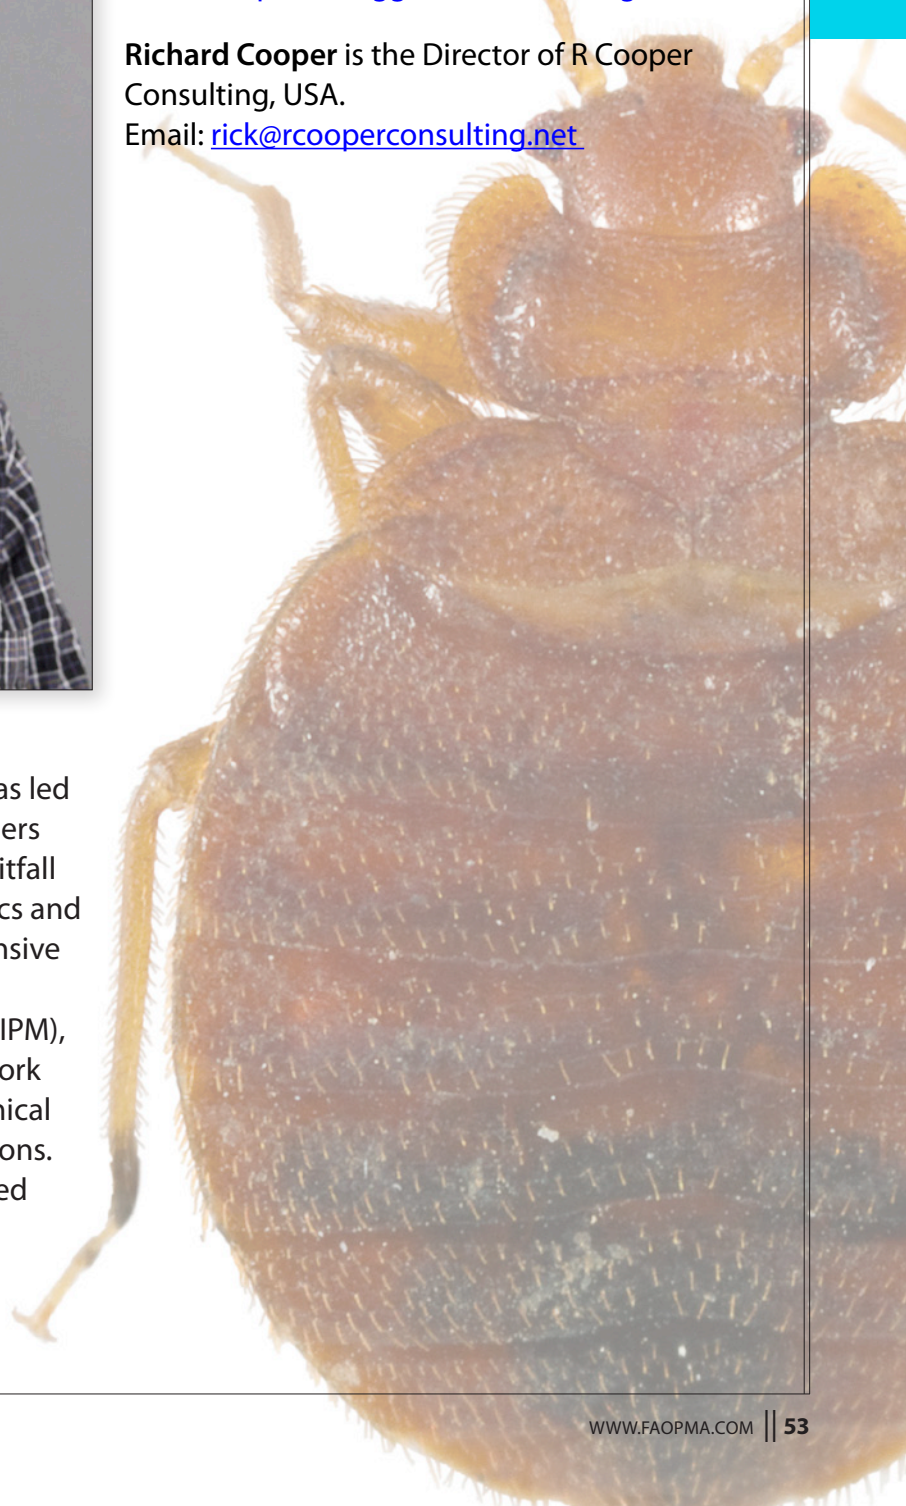 Richard Cooper is the Director of R Cooper
Consulting, USA.
Email: rick@rcooperconsulting.net
as led
ers
itfall
cs and
nsive
IPM),
ork
nical
ons.
ed
WWW.FAOPMA.COM || 53